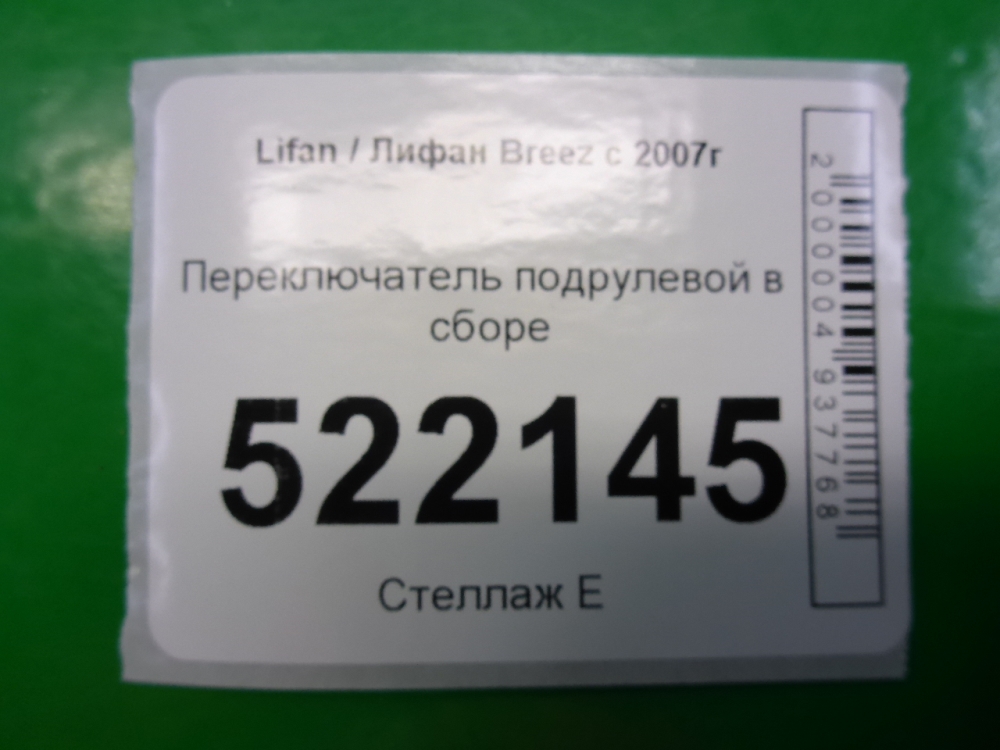 Lifan / Лифан Breez с 2007г
Переключатель подрулевой в
сборе
522145
Стеллаж Е
2000004937768